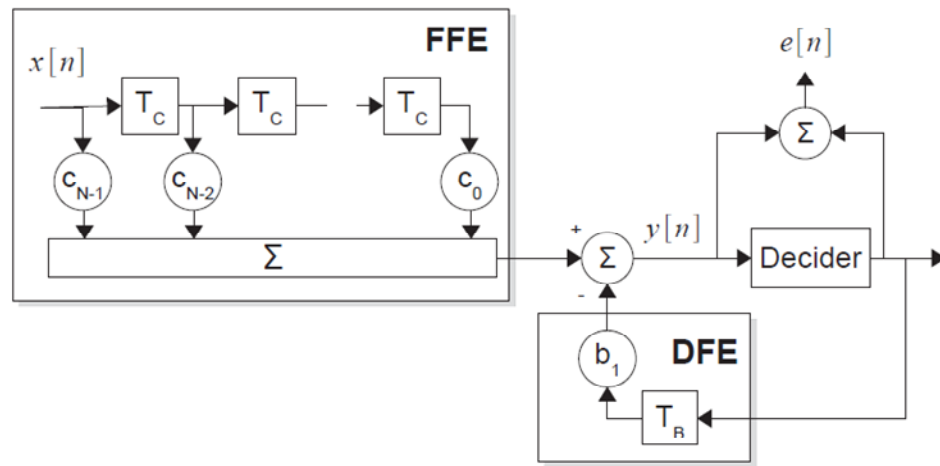 FFE
x[n]
T_C
T_C
T_C
c_{N-1}
c_{N-2}
c_0
Σ
+
Σ
-
y[n]
Decider
e[n]
Σ
b_1
DFE
T_B